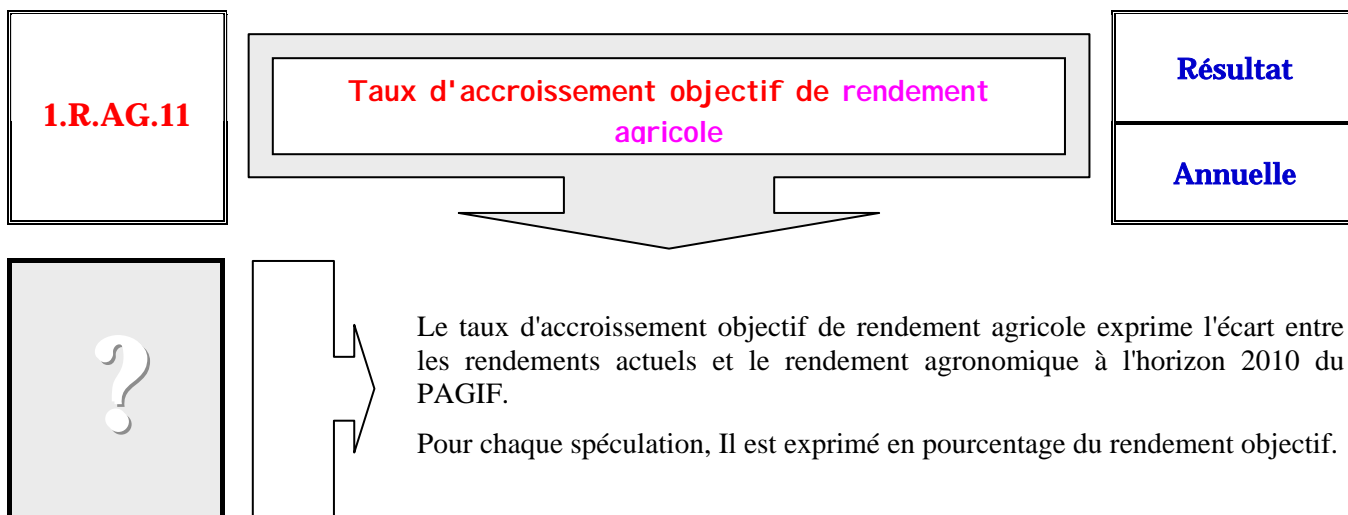 1.R.AG.11
Taux d'accroissement objectif de rendement
agricole
Résultat
Annuelle
?
Le taux d'accroissement objectif de rendement agricole exprime l'écart entre
les rendements actuels et le rendement agronomique à l'horizon 2010 du
PAGIF.
Pour chaque spéculation, Il est exprimé en pourcentage du rendement objectif.